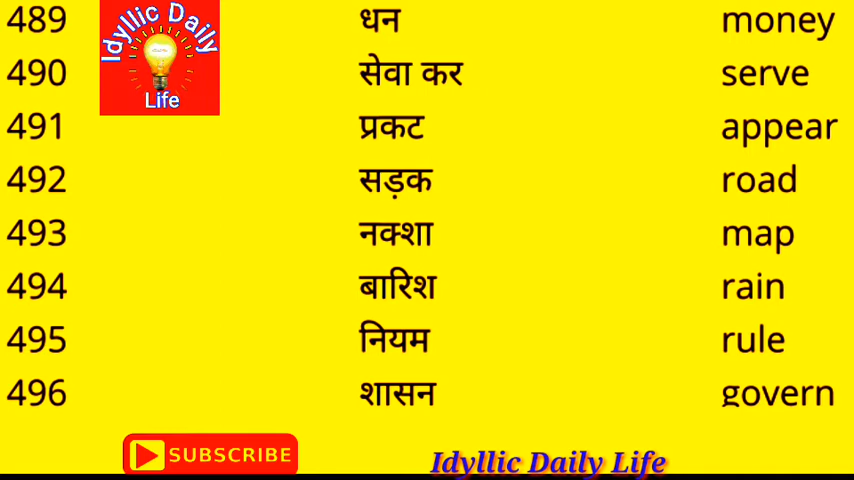 489 धन money
Idyllic Daily
Life
490 सेवा कर serve
491 प्रकट appear
492 सड़क road
493 नक्शा map
494 बारिश rain
495 नियम rule
496 शासन govern
SUBSCRIBE
Idyllic Daily Life